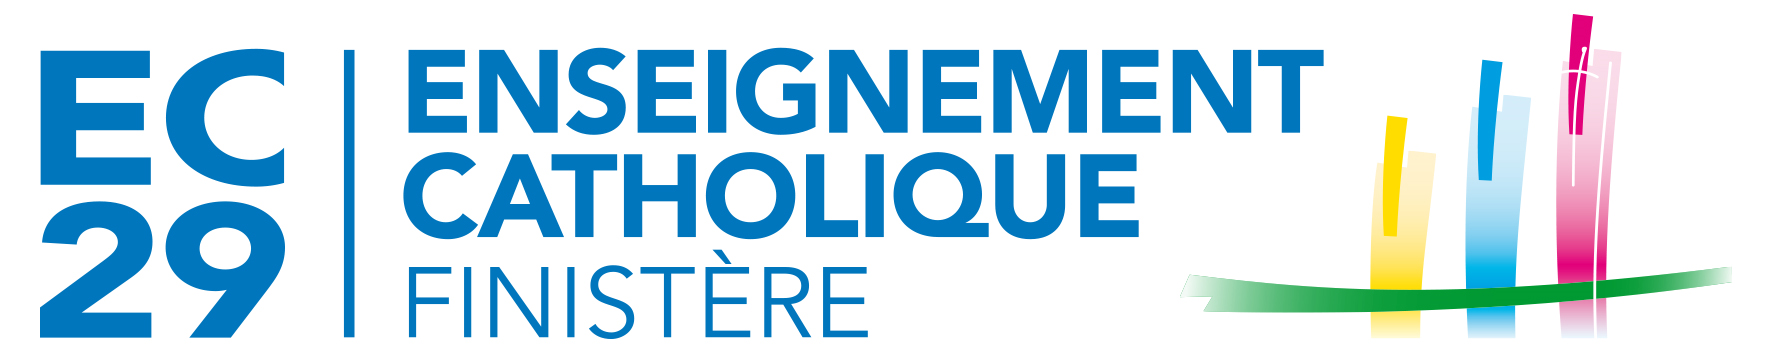 EC
29
ENSEIGNEMENT
CATHOLIQUE
FINISTÈRE